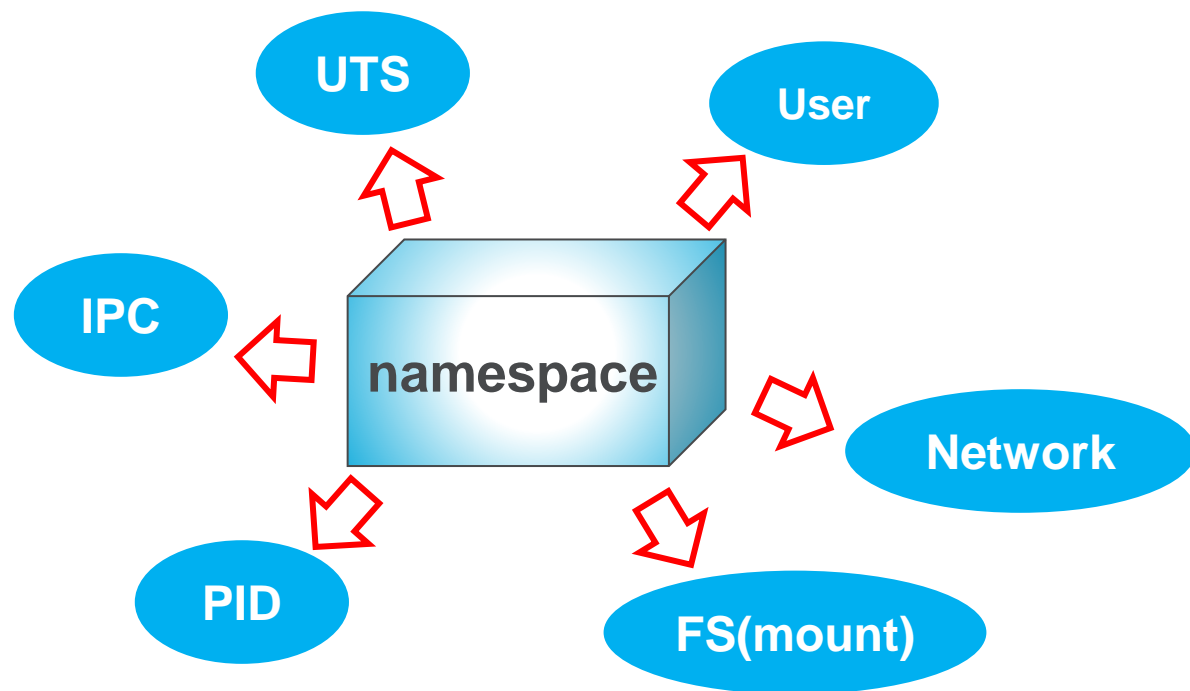 UTS
User
IPC
namespace
Network
PID
FS(mount)